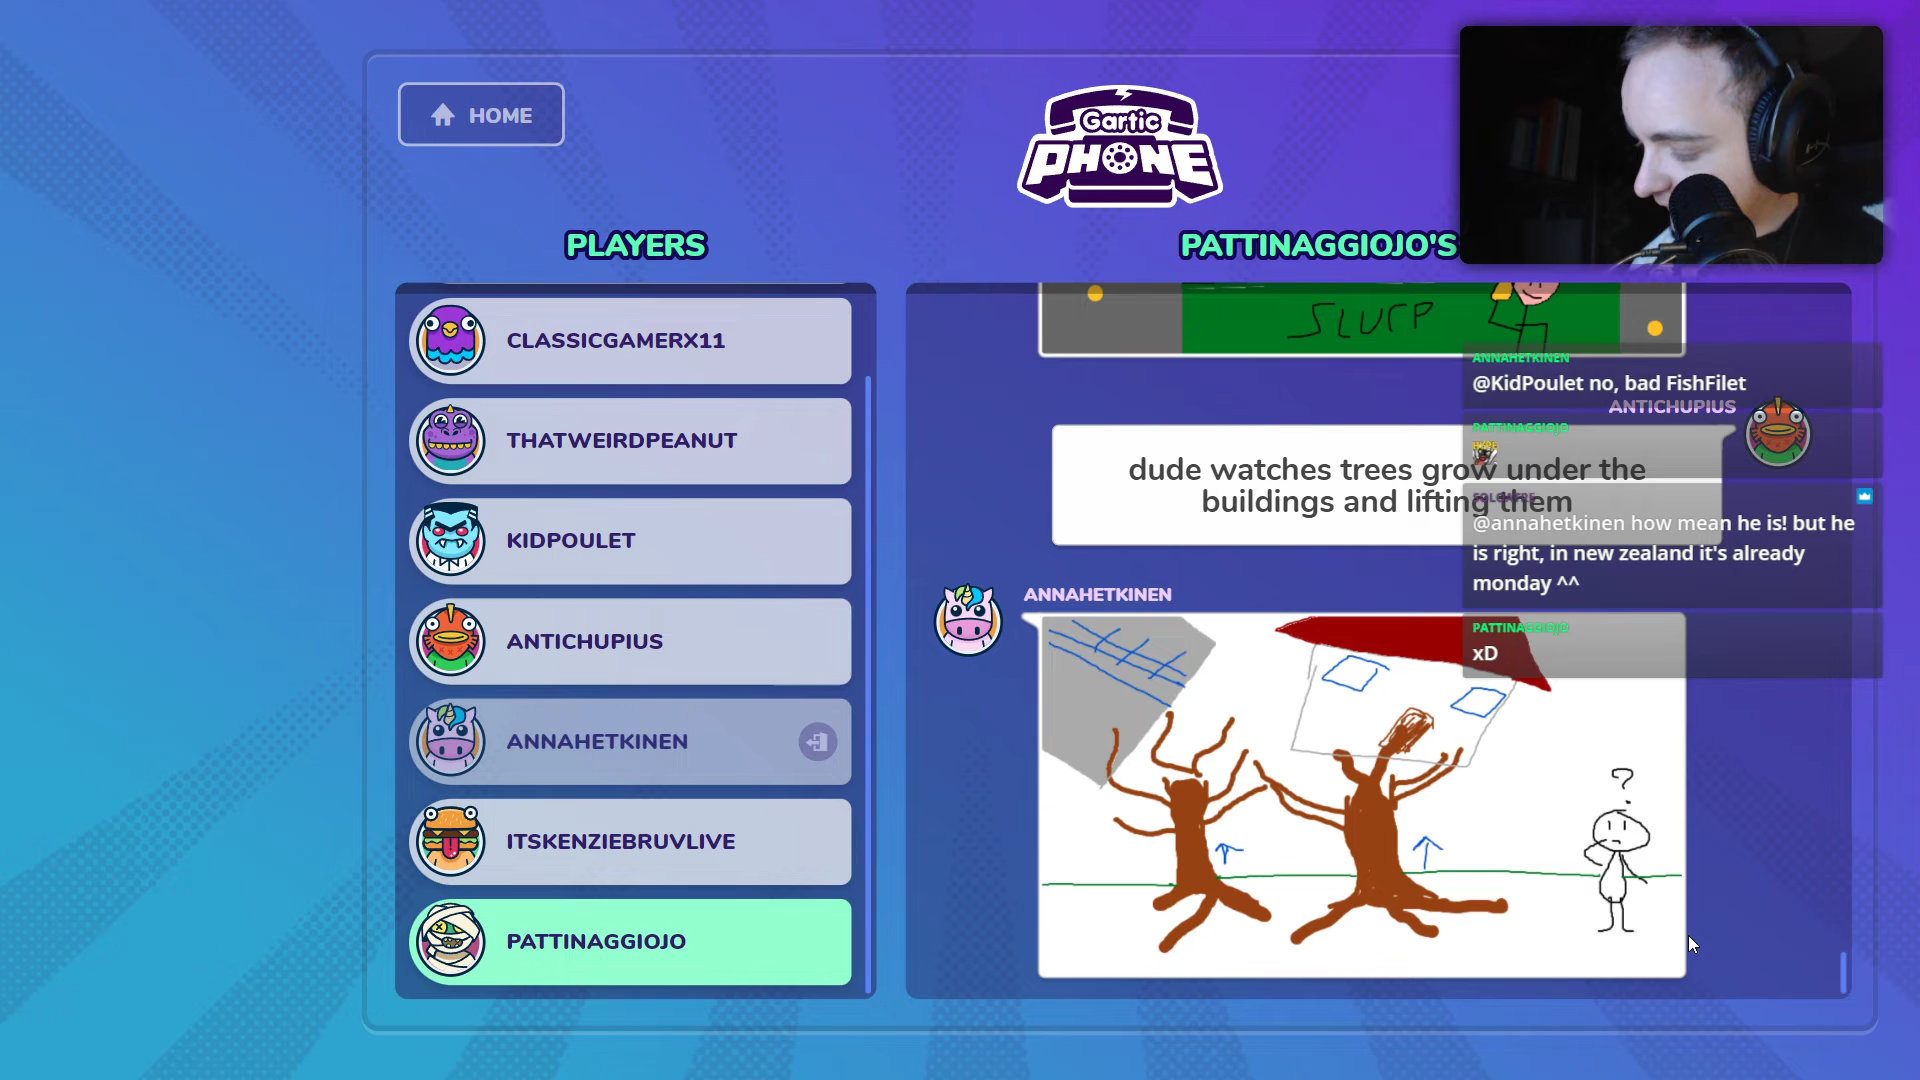 HOME
Gartic
PHONE
PLAYERS
CLASSICGAMERX11
THATWEIRDPEANUT
KIDPOULET
ANTICHUPIUS
ANNAHETKINEN
ITSKENZIEBRUVLIVE
PATTINAGGIOJO
PATTINAGGIOJO'S
SLURP
ANTICHUPIUS
dude watches trees grow under the
buildings and lifting them
ANNAHETKINEN
?
ANNAHETKINEN
@KidPoulet no, bad FishFilet
PATTINAGGIOJO
@annahetkinen how mean he is! but he
is right, in new zealand it's already
monday ^^
PATTINAGGIOJO
xD